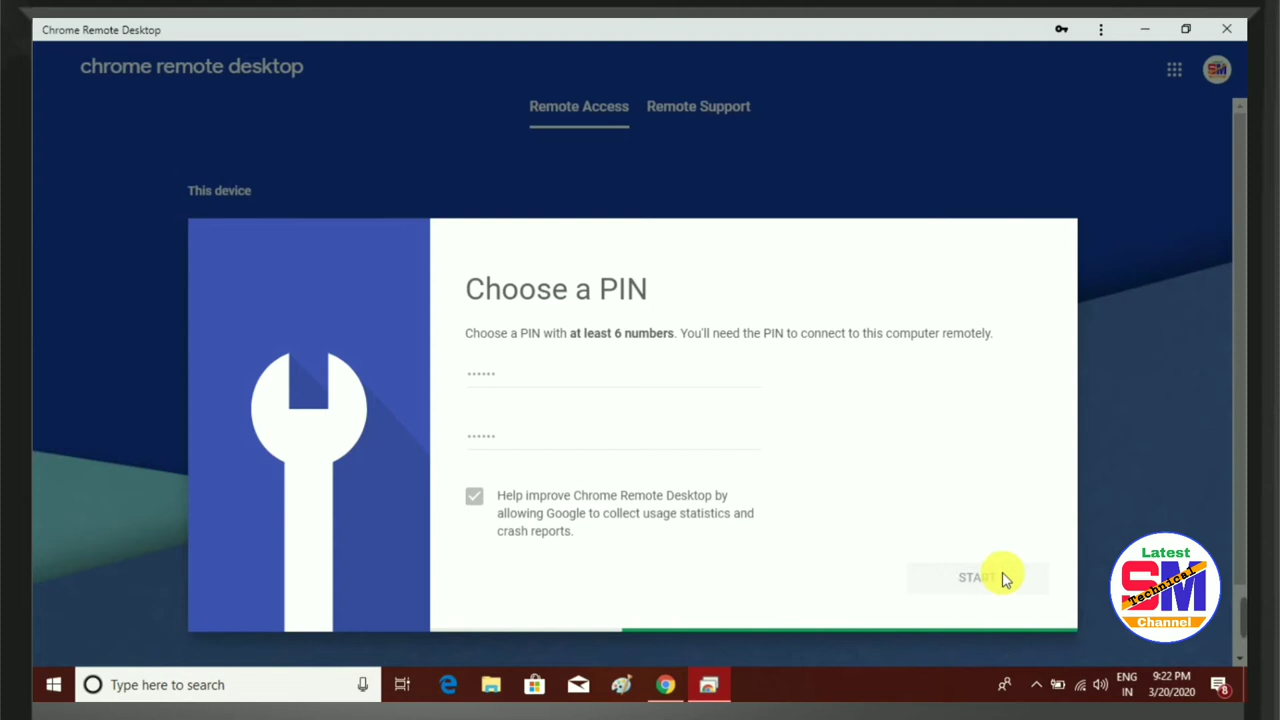 Chrome Remote Desktop
chrome remote desktop
SM
Remote Access Remote Support
This device
Choose a PIN
Choose a PIN with at least 6 numbers. You'll need the PIN to connect to this computer remotely.
••••••
••••••
Help improve Chrome Remote Desktop by
allowing Google to collect usage statistics and
crash reports.
START
Latest
SM
Technical
Channel
Type here to search
ENG
IN
9:22 PM
3/20/2020
8